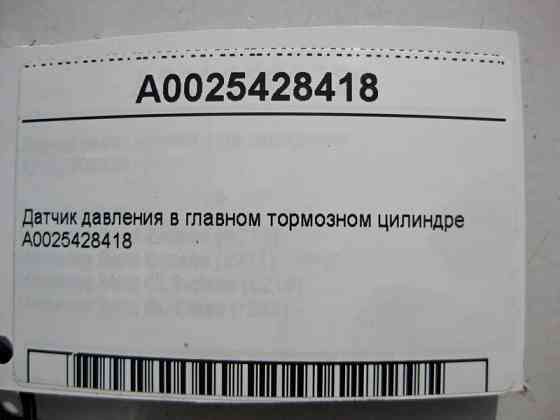 A0025428418
Датчик давления в главном тормозном цилиндре
A0025428418